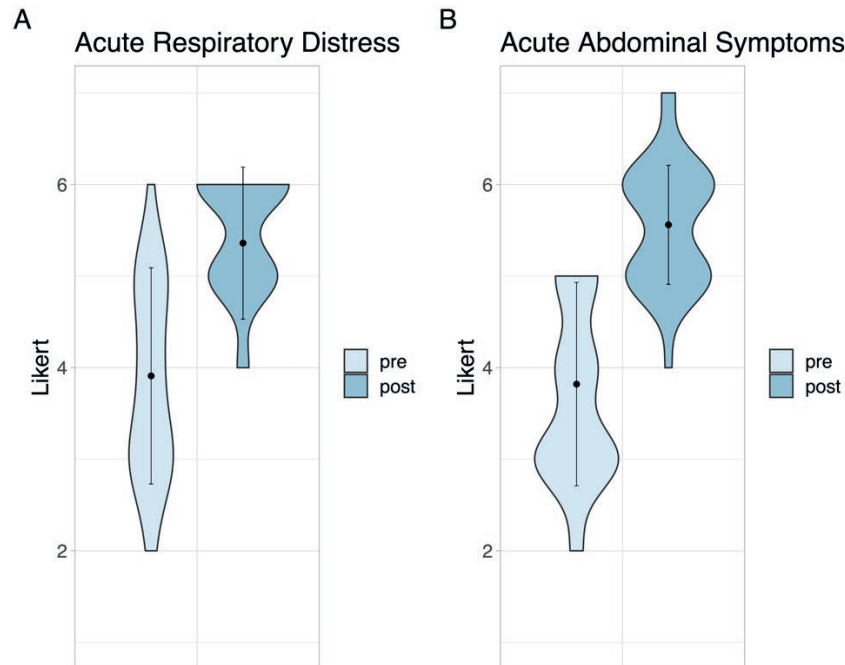 A
Acute Respiratory Distress
6
4
2
Likert
pre
post
B
Acute Abdominal Symptoms
6
4
2
Likert
pre
post